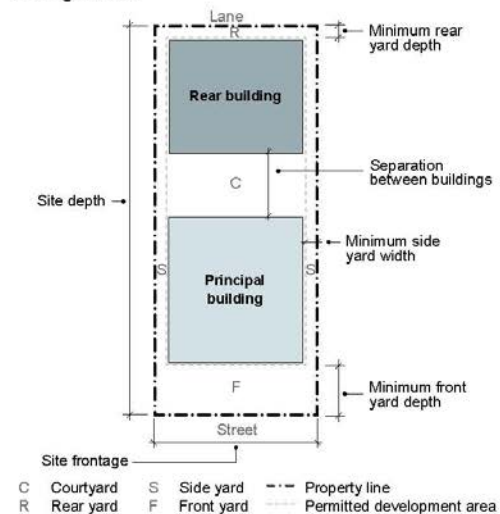 Lane
R
Minimum rear
yard depth
Rear building
Separation
between buildings
C
Site depth
Minimum side
yard width
S
S
Principal
building
F
Minimum front
yard depth
Street
Site frontage
C Courtyard S Side yard Property line
R Rear yard F Front yard Permitted development area